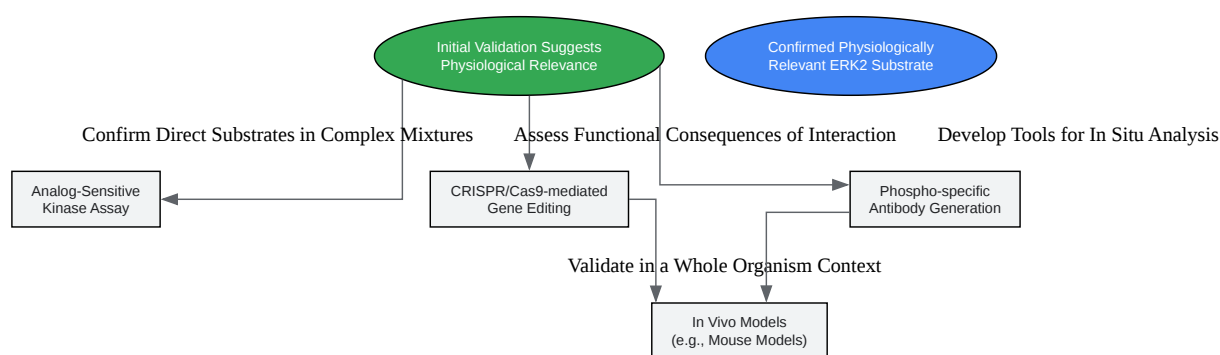 Initial Validation Suggests
Physiological Relevance
Confirmed Physiologically
Relevant ERK2 Substrate
Confirm Direct Substrates in Complex Mixtures
Assess Functional Consequences of Interaction
Develop Tools for In Situ Analysis
Analog-Sensitive
Kinase Assay
CRISPR/Cas9-mediated
Gene Editing
Phospho-specific
Antibody Generation
Validate in a Whole Organism Context
In Vivo Models
(e.g., Mouse Models)